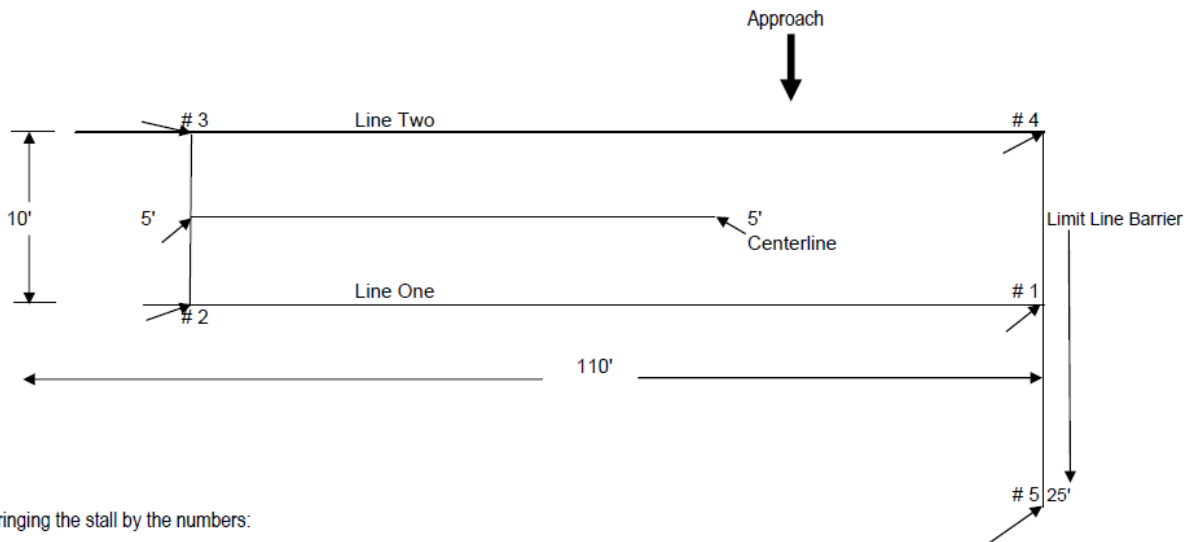 Approach
# 3 Line Two # 4
10' 5' 5' Limit Line Barrier
Centerline
Line One # 1
# 2
110'
# 5 25'
ringing the stall by the numbers: